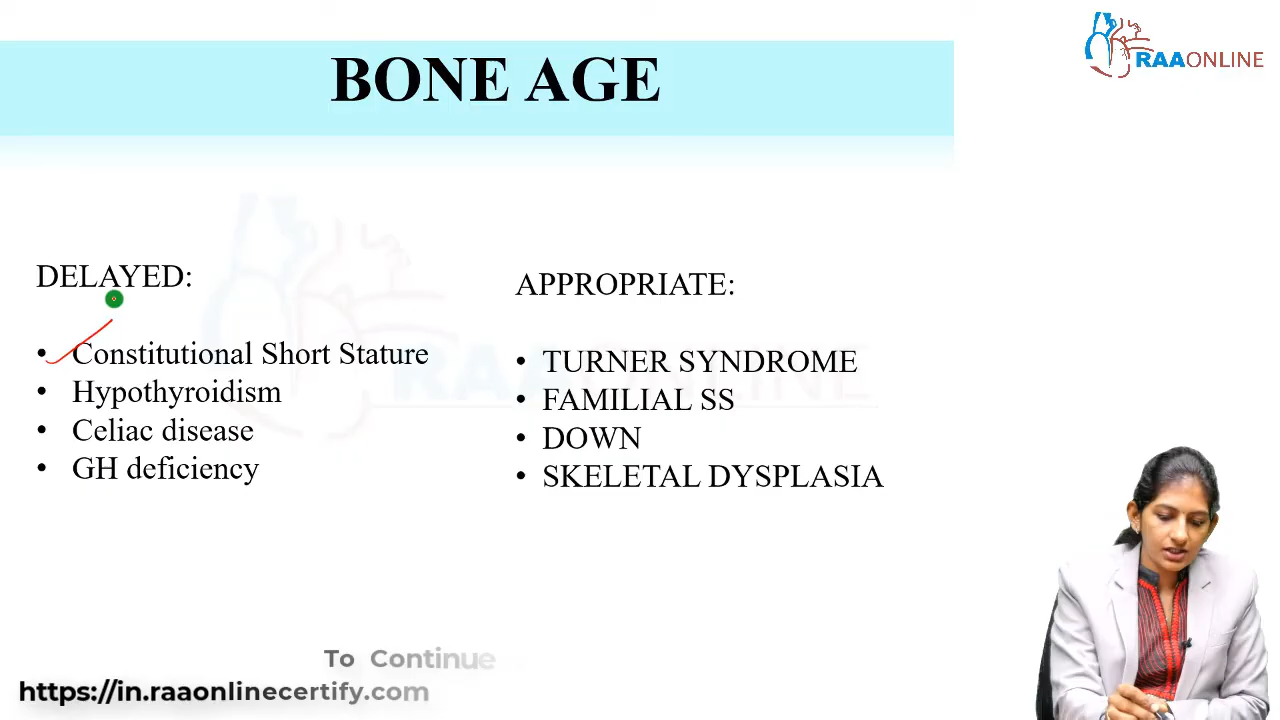 BONE AGE
RAAONLINE
DELAYED:
• Constitutional Short Stature
• Hypothyroidism
• Celiac disease
• GH deficiency
APPROPRIATE:
• TURNER SYNDROME
• FAMILIAL SS
• DOWN
• SKELETAL DYSPLASIA
RAAONLINE
To Continue
https://in.raaonlinecertify.com